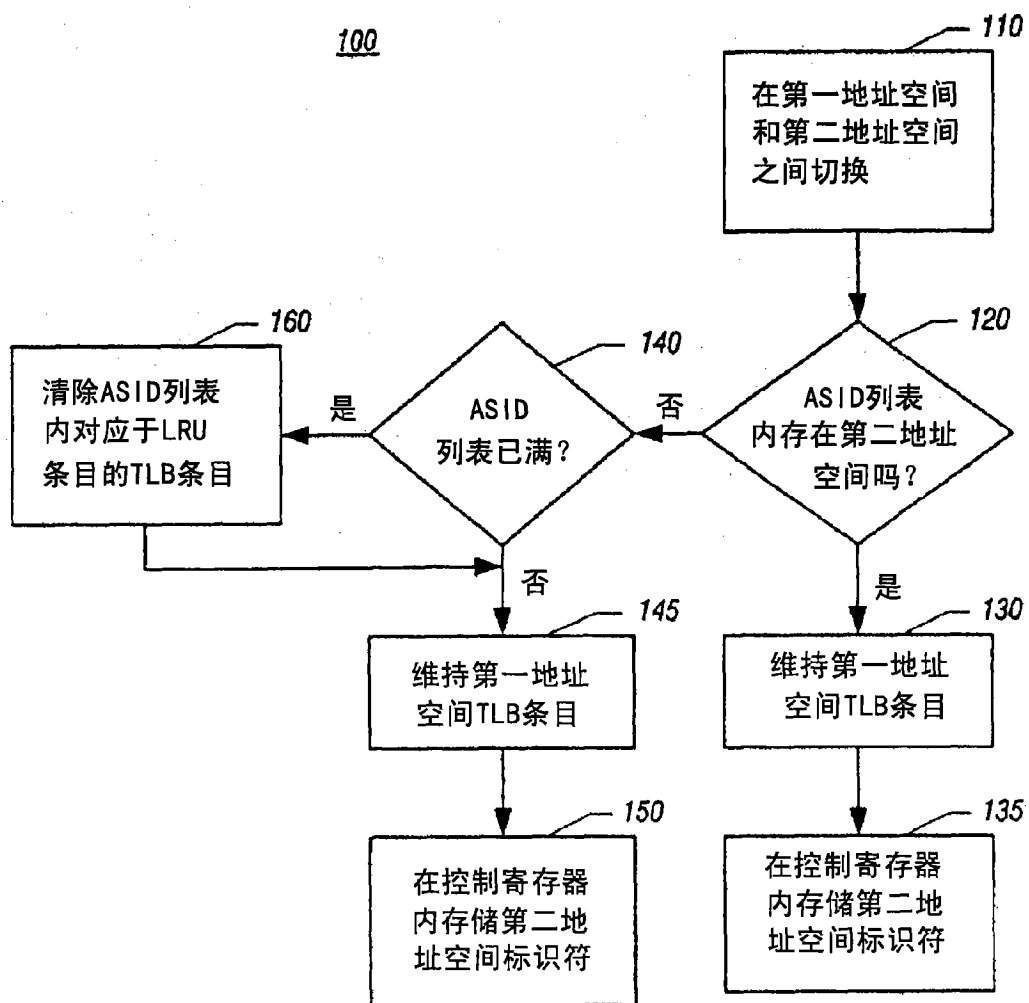 100
110
在第一地址空间
和第二地址空间
之间切换
120
ASID列表
内存在第二地址
空间吗？
否
是
140
ASID
列表已满？
是
否
160
清除ASID列表
内对应于LRU
条目的TLB条目
145
维持第一地址
空间TLB条目
130
维持第一地址
空间TLB条目
150
在控制寄存器
内存储第二地
址空间标识符
135
在控制寄存器
内存储第二地
址空间标识符